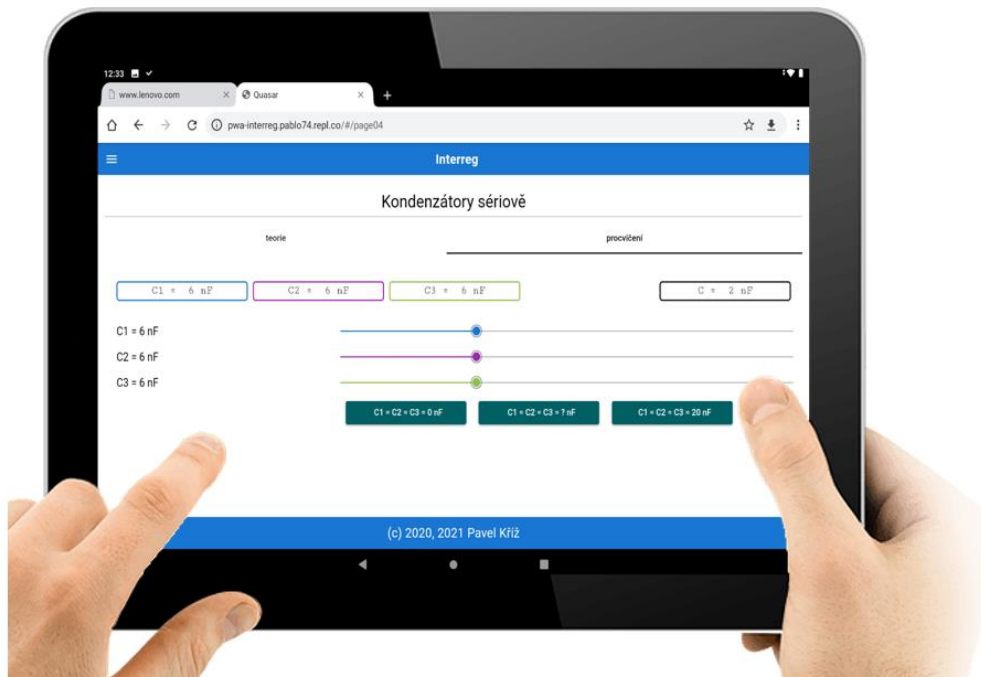 12:33
www.lenovo.com
Quasar
pwa-interreg.pablo74.repl.co/#/page04
Interreg
Kondenzátory sériově
teorie procvičení
C1 = 6 nF C2 = 6 nF C3 = 6 nF C = 2 nF
C1 = 6 nF
C2 = 6 nF
C3 = 6 nF
C1 = C2 = C3 = 0 nF C1 = C2 = C3 = ? nF C1 = C2 = C3 = 20 nF
(c) 2020, 2021 Pavel Kříž